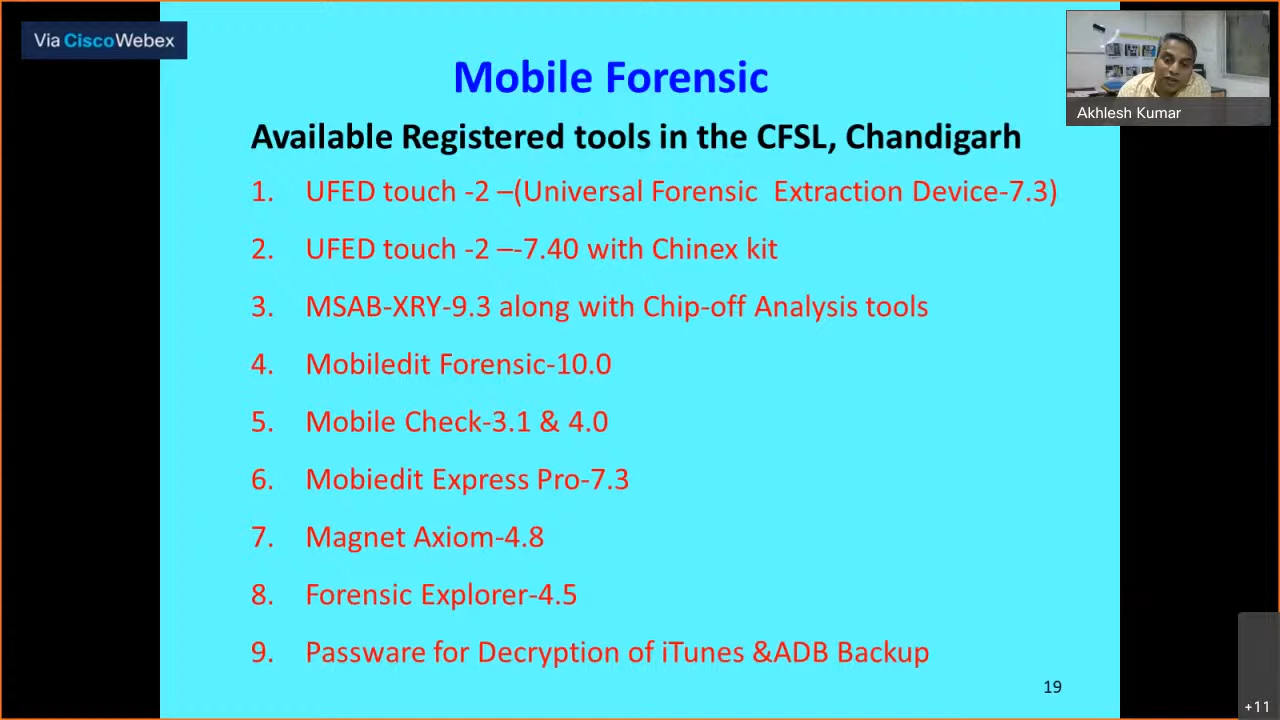 Via CiscoWebex
Mobile Forensic
Akhlesh Kumar
Available Registered tools in the CFSL, Chandigarh
1. UFED touch -2 –(Universal Forensic Extraction Device-7.3)
2. UFED touch -2 –-7.40 with Chinex kit
3. MSAB-XRY-9.3 along with Chip-off Analysis tools
4. Mobiledit Forensic-10.0
5. Mobile Check-3.1 & 4.0
6. Mobiedit Express Pro-7.3
7. Magnet Axiom-4.8
8. Forensic Explorer-4.5
9. Passware for Decryption of iTunes &ADB Backup
19
+11